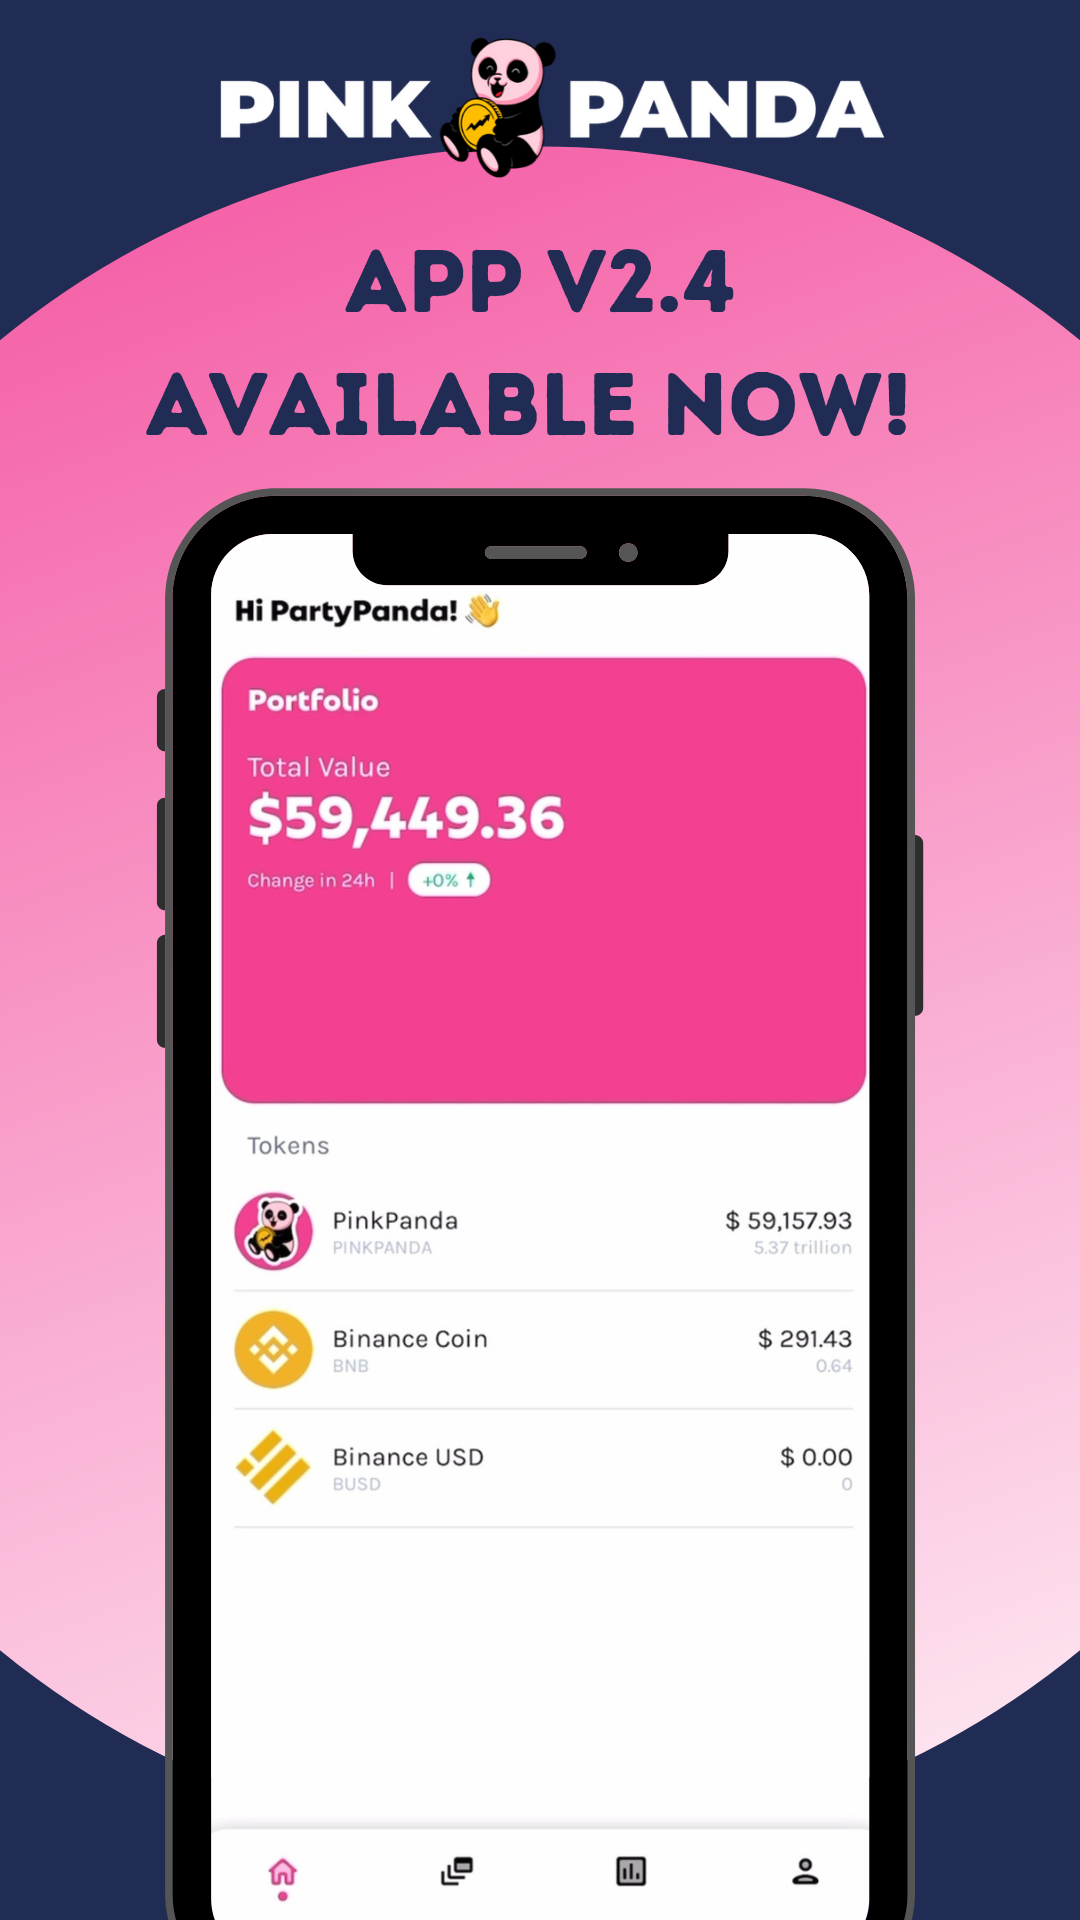 PINK PANDA
APP V2.4
AVAILABLE NOW!
Hi PartyPanda! 👋
Portfolio
Total Value
$59,449.36
Change in 24h | +0% ↑
Tokens
PinkPanda $ 59,157.93
PINKPANDA 5.37 trillion
Binance Coin $ 291.43
BNB 0.64
Binance USD $ 0.00
BUSD 0